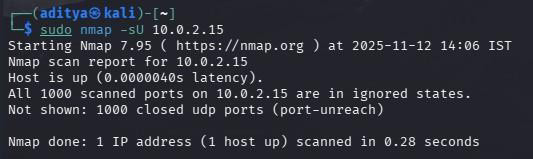 ┌──(aditya㉿kali)-[~]
└─$ sudo nmap -sU 10.0.2.15
Starting Nmap 7.95 ( https://nmap.org ) at 2025-11-12 14:06 IST
Nmap scan report for 10.0.2.15
Host is up (0.0000040s latency).
All 1000 scanned ports on 10.0.2.15 are in ignored states.
Not shown: 1000 closed udp ports (port-unreach)
Nmap done: 1 IP address (1 host up) scanned in 0.28 seconds